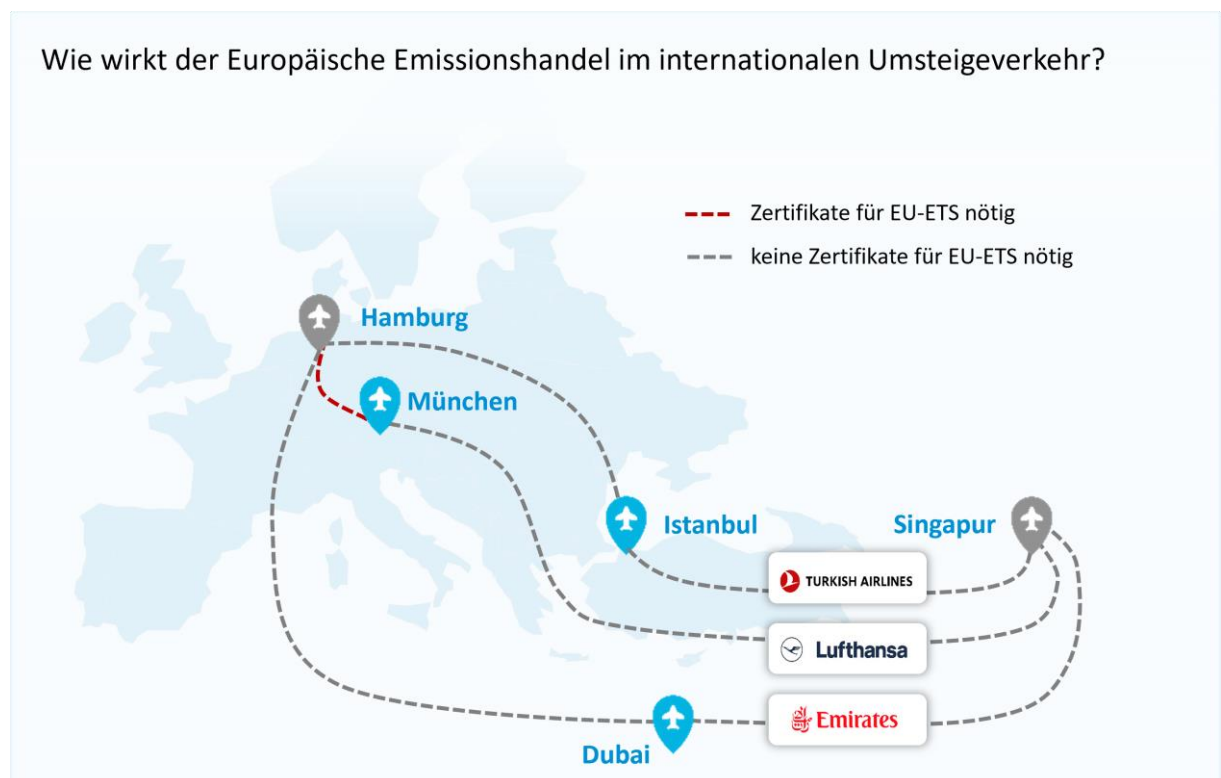 Wie wirkt der Europäische Emissionshandel im internationalen Umsteigeverkehr?
Zertifikate für EU-ETS nötig
keine Zertifikate für EU-ETS nötig
Hamburg
München
Istanbul
Singapur
TURKISH AIRLINES
Lufthansa
Emirates
Dubai